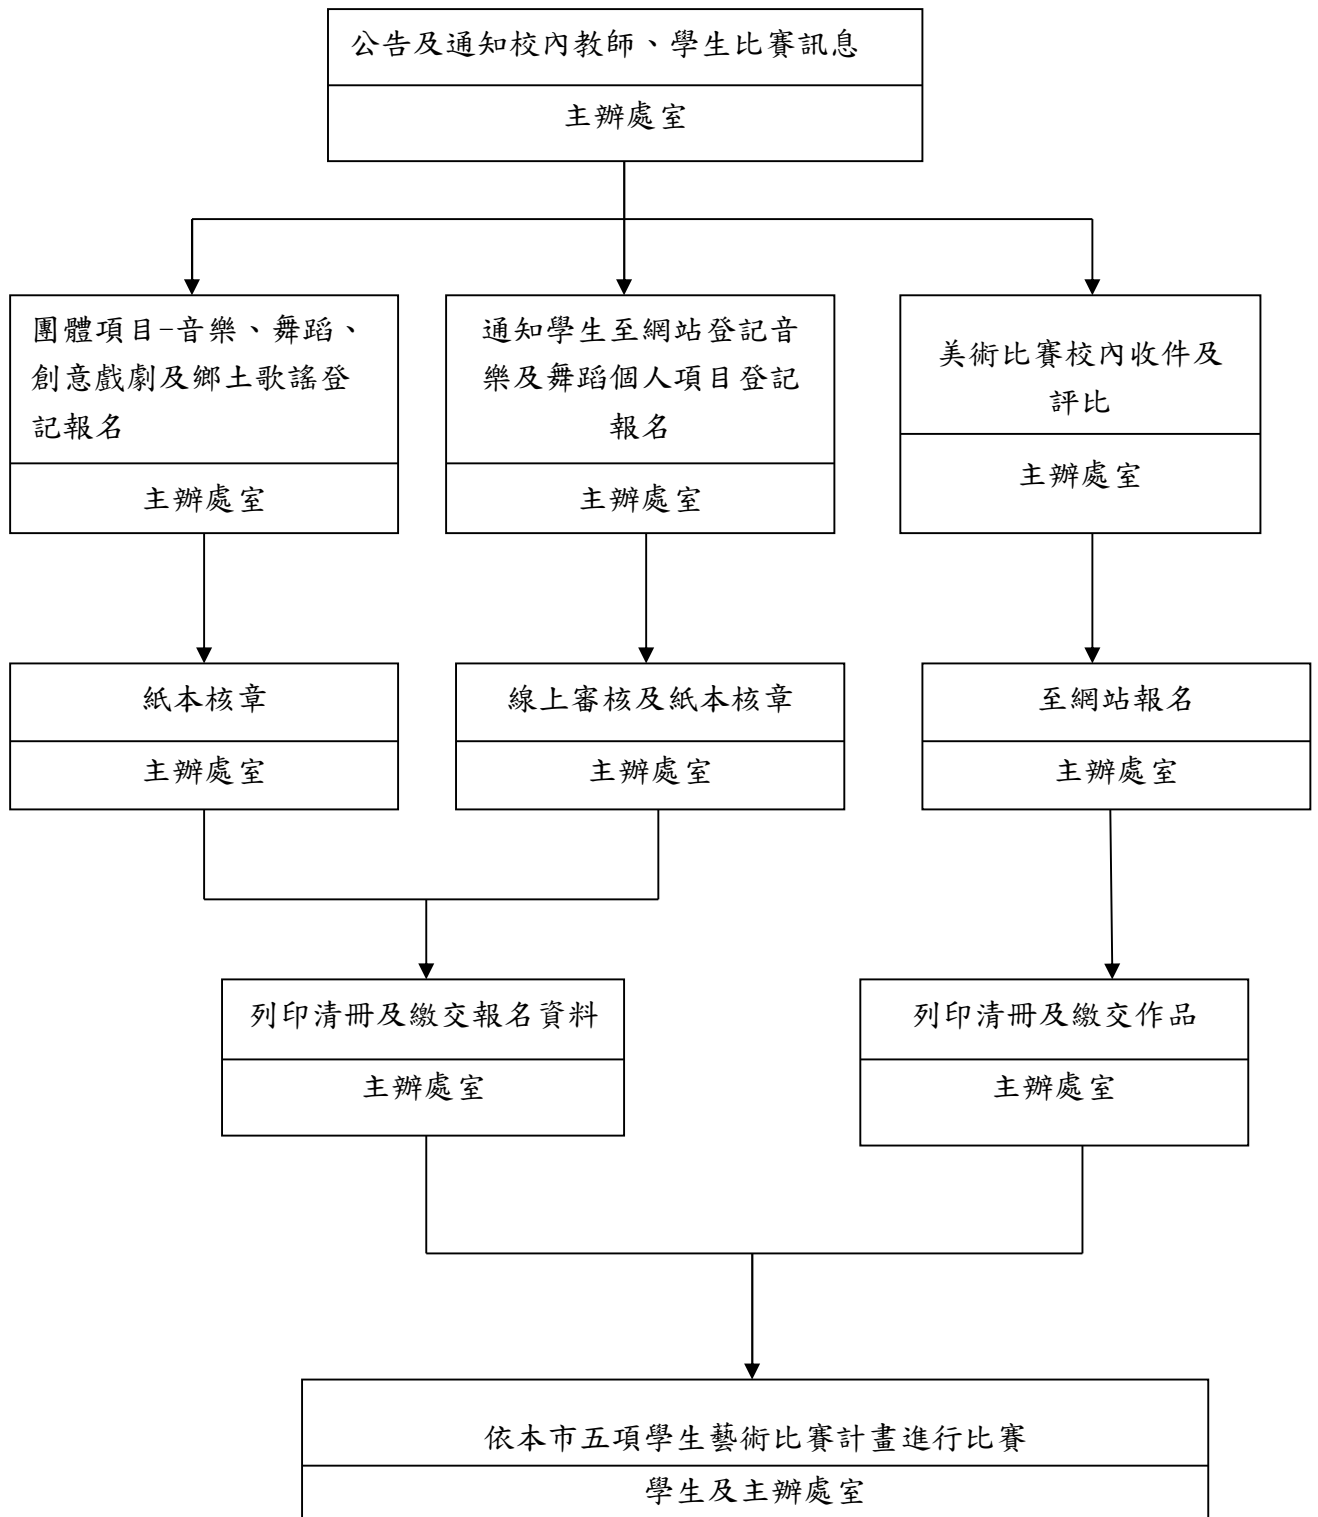 公告及通知校內教師、學生比賽訊息
主辦處室
團體項目-音樂、舞蹈、
創意戲劇及鄉土歌謠登
記報名
主辦處室
通知學生至網站登記音
樂及舞蹈個人項目登記
報名
主辦處室
美術比賽校內收件及
評比
主辦處室
紙本核章
主辦處室
線上審核及紙本核章
主辦處室
至網站報名
主辦處室
列印清冊及繳交報名資料
主辦處室
列印清冊及繳交作品
主辦處室
依本市五項學生藝術比賽計畫進行比賽
學生及主辦處室